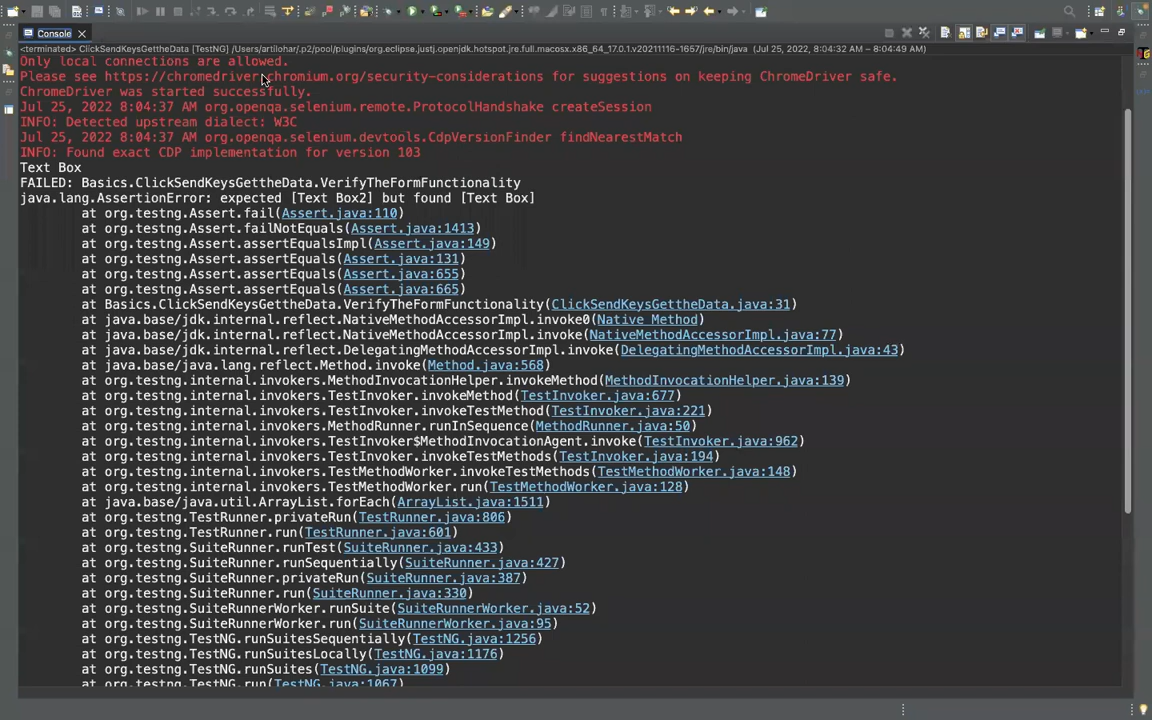 Console
<terminated> ClickSendKeysGettheData [TestNG] /Users/artilohar/.p2/pool/plugins/org.eclipse.justj.openjdk.hotspot.jre.full.macosx.x86_64_17.0.1.v20211116-1657/jre/bin/java (Jul 25, 2022, 8:04:32 AM – 8:04:49 AM)
Only local connections are allowed.
Please see https://chromedriver.chromium.org/security-considerations for suggestions on keeping ChromeDriver safe.
ChromeDriver was started successfully.
Jul 25, 2022 8:04:37 AM org.openqa.selenium.remote.ProtocolHandshake createSession
INFO: Detected upstream dialect: W3C
Jul 25, 2022 8:04:37 AM org.openqa.selenium.devtools.CdpVersionFinder findNearestMatch
INFO: Found exact CDP implementation for version 103
Text Box
FAILED: Basics.ClickSendKeysGettheData.VerifyTheFormFunctionality
java.lang.AssertionError: expected [Text Box2] but found [Text Box]
at org.testng.Assert.fail(Assert.java:110)
at org.testng.Assert.failNotEquals(Assert.java:1413)
at org.testng.Assert.assertEqualsImpl(Assert.java:149)
at org.testng.Assert.assertEquals(Assert.java:131)
at org.testng.Assert.assertEquals(Assert.java:655)
at org.testng.Assert.assertEquals(Assert.java:665)
at Basics.ClickSendKeysGettheData.VerifyTheFormFunctionality(ClickSendKeysGettheData.java:31)
at java.base/jdk.internal.reflect.NativeMethodAccessorImpl.invoke0(Native Method)
at java.base/jdk.internal.reflect.NativeMethodAccessorImpl.invoke(NativeMethodAccessorImpl.java:77)
at java.base/jdk.internal.reflect.DelegatingMethodAccessorImpl.invoke(DelegatingMethodAccessorImpl.java:43)
at java.base/java.lang.reflect.Method.invoke(Method.java:568)
at org.testng.internal.invokers.MethodInvocationHelper.invokeMethod(MethodInvocationHelper.java:139)
at org.testng.internal.invokers.TestInvoker.invokeMethod(TestInvoker.java:677)
at org.testng.internal.invokers.TestInvoker.invokeTestMethod(TestInvoker.java:221)
at org.testng.internal.invokers.MethodRunner.runInSequence(MethodRunner.java:50)
at org.testng.internal.invokers.TestInvoker$MethodInvocationAgent.invoke(TestInvoker.java:962)
at org.testng.internal.invokers.TestInvoker.invokeTestMethods(TestInvoker.java:194)
at org.testng.internal.invokers.TestMethodWorker.invokeTestMethods(TestMethodWorker.java:148)
at org.testng.internal.invokers.TestMethodWorker.run(TestMethodWorker.java:128)
at java.base/java.util.ArrayList.forEach(ArrayList.java:1511)
at org.testng.TestRunner.privateRun(TestRunner.java:806)
at org.testng.TestRunner.run(TestRunner.java:601)
at org.testng.SuiteRunner.runTest(SuiteRunner.java:433)
at org.testng.SuiteRunner.runSequentially(SuiteRunner.java:427)
at org.testng.SuiteRunner.privateRun(SuiteRunner.java:387)
at org.testng.SuiteRunner.run(SuiteRunner.java:330)
at org.testng.SuiteRunnerWorker.runSuite(SuiteRunnerWorker.java:52)
at org.testng.SuiteRunnerWorker.run(SuiteRunnerWorker.java:95)
at org.testng.TestNG.runSuitesSequentially(TestNG.java:1256)
at org.testng.TestNG.runSuitesLocally(TestNG.java:1176)
at org.testng.TestNG.runSuites(TestNG.java:1099)
at org.testng.TestNG.run(TestNG.java:1067)